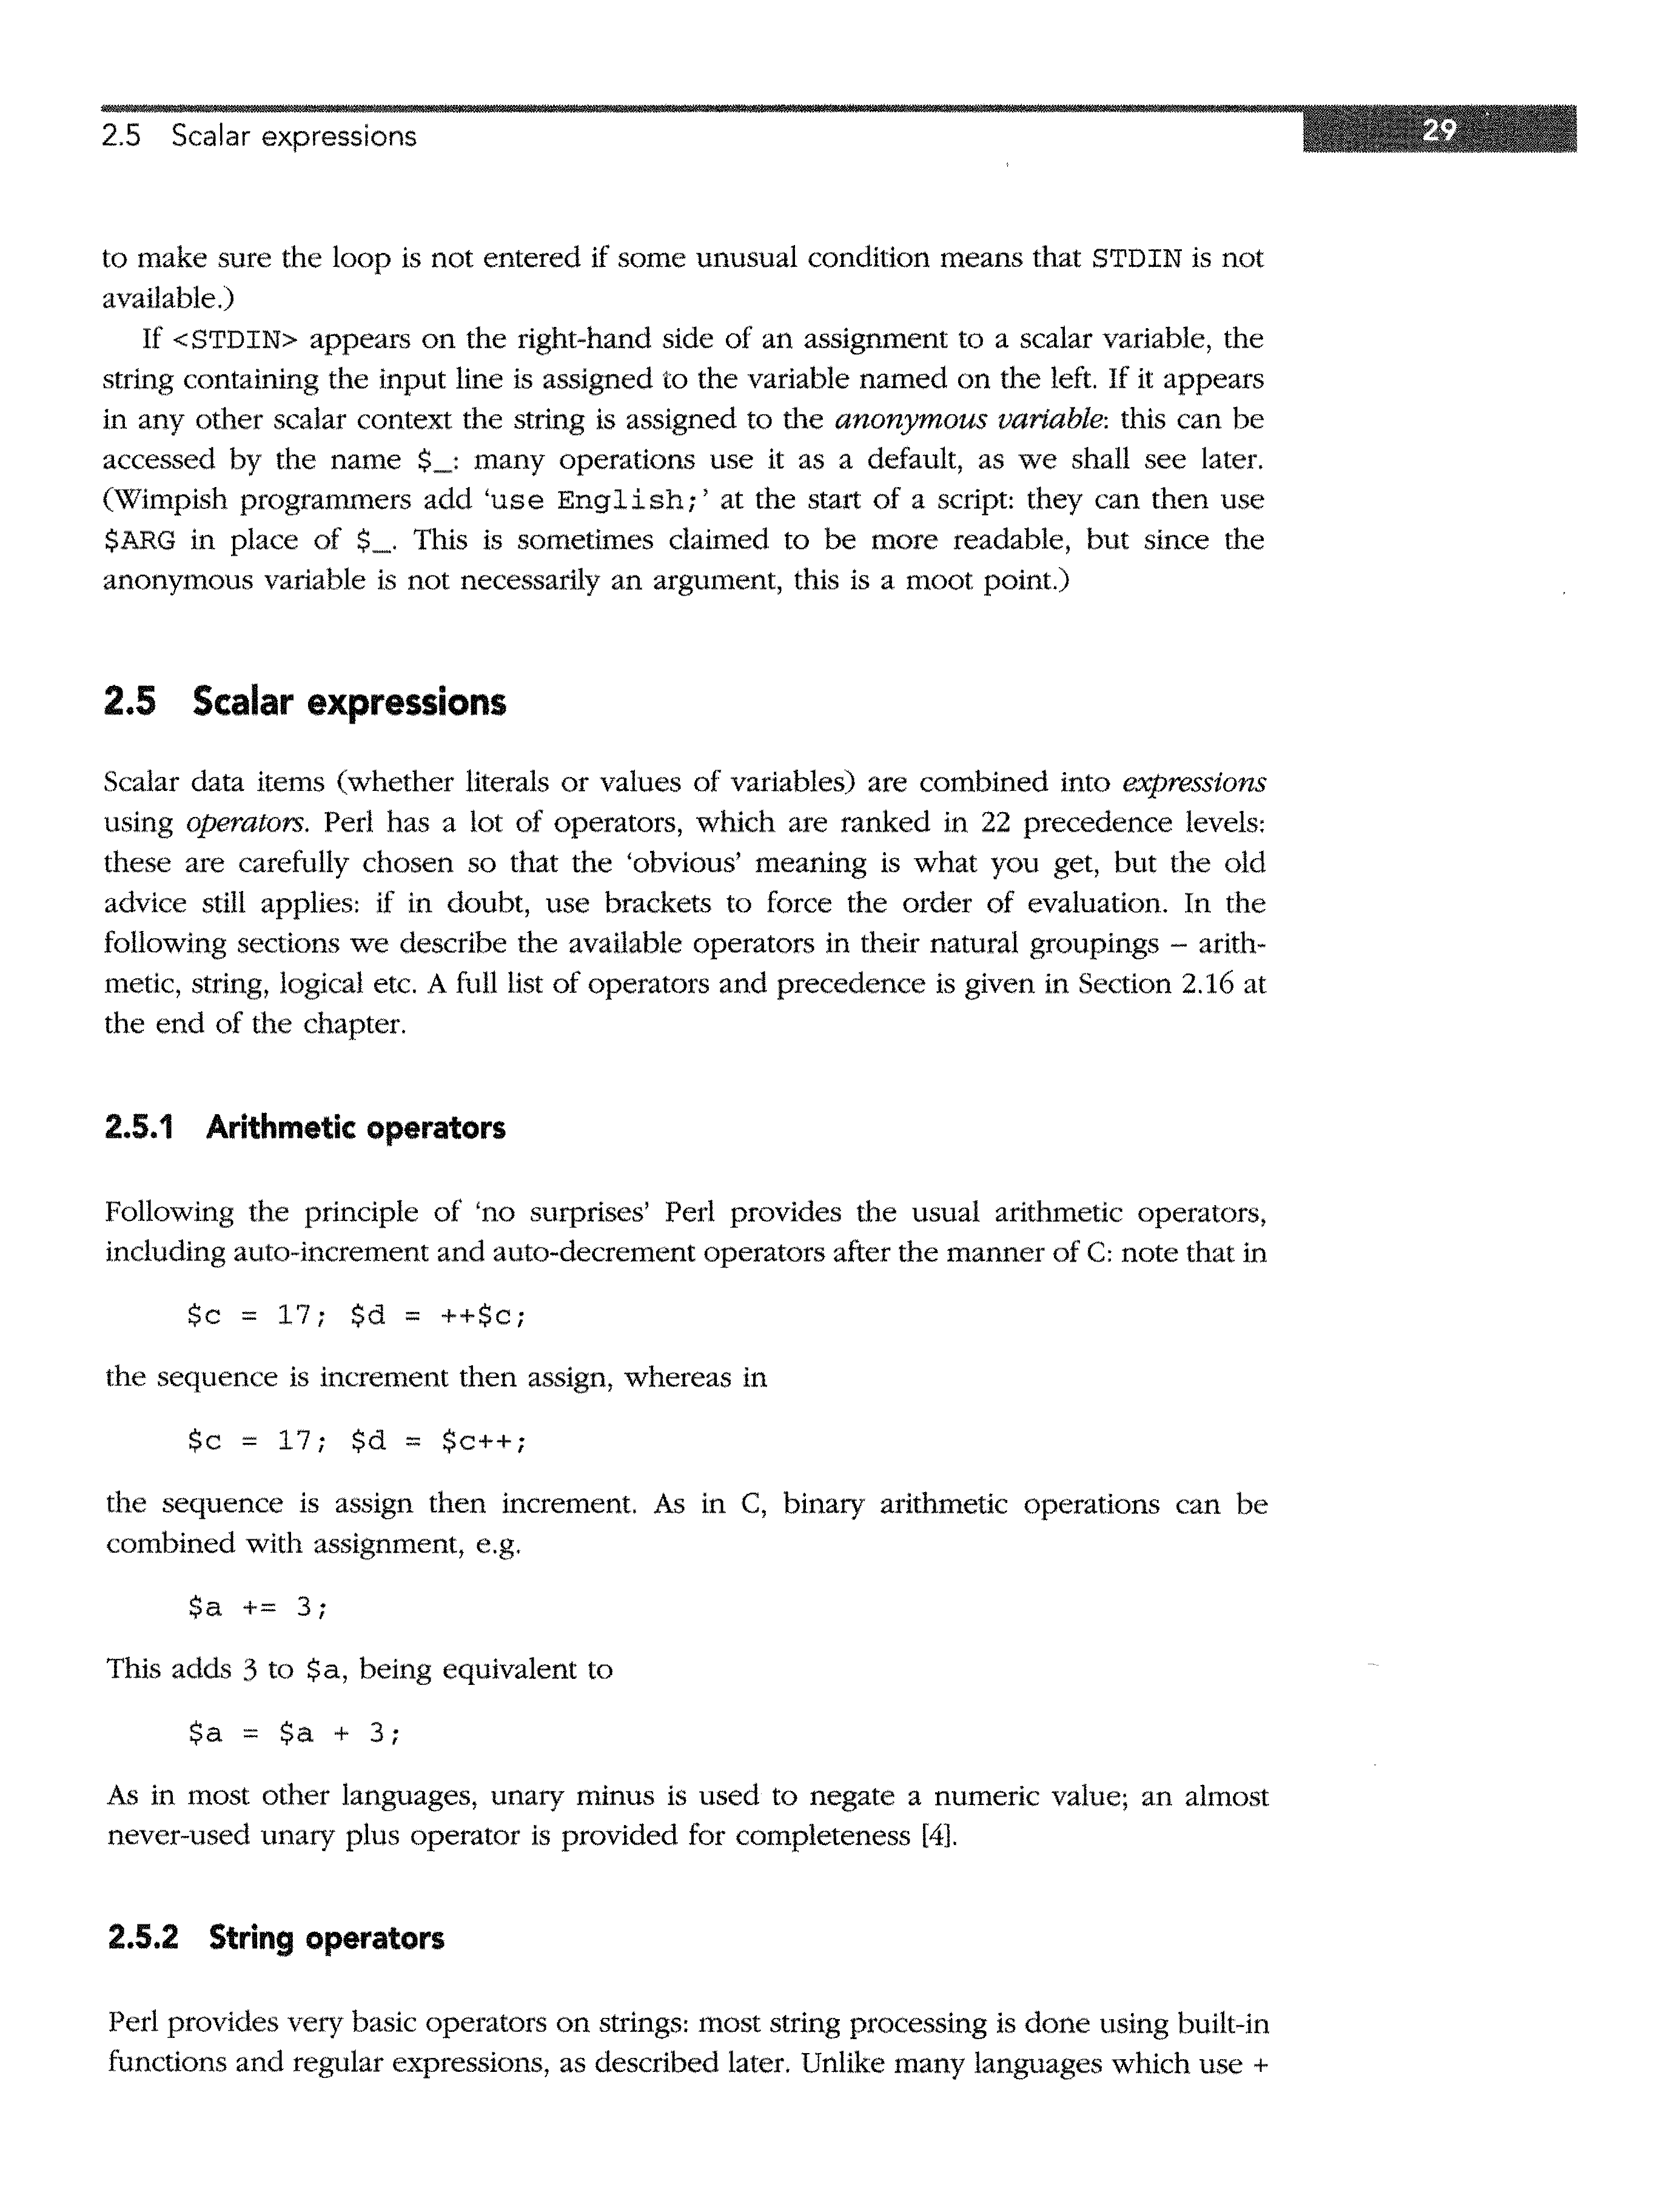 2.5 Scalar expressions
29
to make sure the loop is not entered if some unusual condition means that STDIN is not
available.)
If <STDIN> appears on the right-hand side of an assignment to a scalar variable, the
string containing the input line is assigned to the variable named on the left. If it appears
in any other scalar context the string is assigned to the anonymous variable: this can be
accessed by the name $_: many operations use it as a default, as we shall see later.
(Wimpish programmers add ‘use English;’ at the start of a script: they can then use
$ARG in place of $_. This is sometimes claimed to be more readable, but since the
anonymous variable is not necessarily an argument, this is a moot point.)
2.5 Scalar expressions
Scalar data items (whether literals or values of variables) are combined into expressions
using operators. Perl has a lot of operators, which are ranked in 22 precedence levels:
these are carefully chosen so that the ‘obvious’ meaning is what you get, but the old
advice still applies: if in doubt, use brackets to force the order of evaluation. In the
following sections we describe the available operators in their natural groupings – arith-
metic, string, logical etc. A full list of operators and precedence is given in Section 2.16 at
the end of the chapter.
2.5.1 Arithmetic operators
Following the principle of ‘no surprises’ Perl provides the usual arithmetic operators,
including auto-increment and auto-decrement operators after the manner of C: note that in
$c = 17; $d = ++$c;
the sequence is increment then assign, whereas in
$c = 17; $d = $c++;
the sequence is assign then increment. As in C, binary arithmetic operations can be
combined with assignment, e.g.
$a += 3;
This adds 3 to $a, being equivalent to
$a = $a + 3;
As in most other languages, unary minus is used to negate a numeric value; an almost
never-used unary plus operator is provided for completeness [4].
2.5.2 String operators
Perl provides very basic operators on strings: most string processing is done using built-in
functions and regular expressions, as described later. Unlike many languages which use +